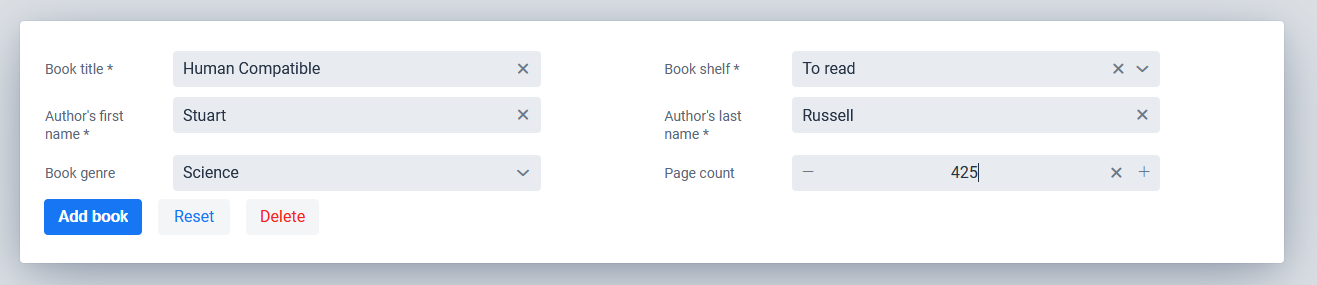 Book title * Human Compatible Book shelf * To read
Author's first name * Stuart Author's last name * Russell
Book genre Science Page count 425
Add book Reset Delete